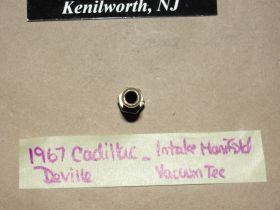 Kenilworth, NJ
1967 Cadillac - Intake Manifold
Deville Vacuum Tee